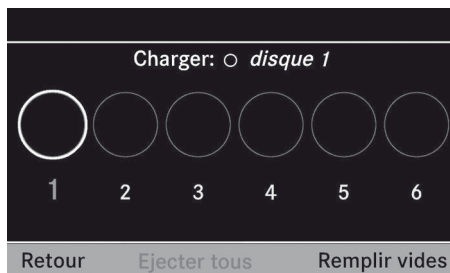 Charger: ○ disque 1
1 2 3 4 5 6
Retour Ejecter tous Remplir vides